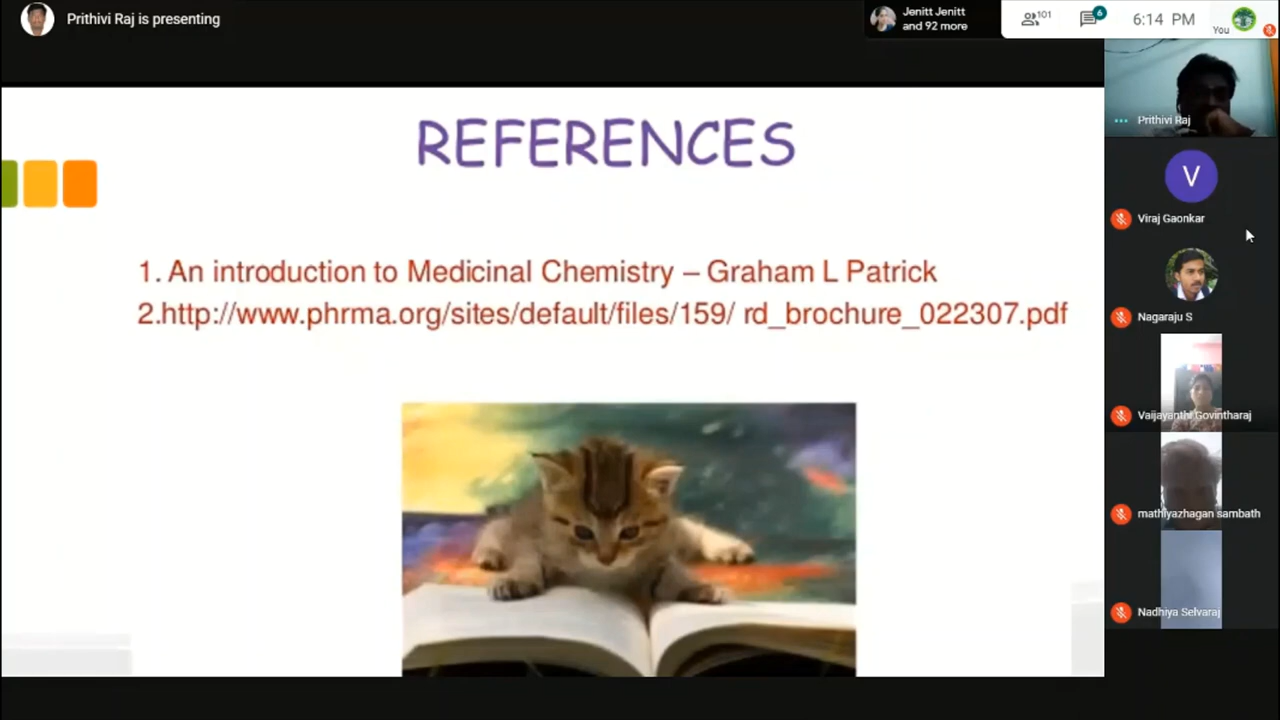 Prithivi Raj is presenting
Jenitt Jenitt
and 92 more
101
6
6:14 PM
You
REFERENCES
1. An introduction to Medicinal Chemistry – Graham L Patrick
2.http://www.phrma.org/sites/default/files/159/ rd_brochure_022307.pdf
Prithivi Raj
V
Viraj Gaonkar
Nagaraju S
Vaijayanthi Govintharaj
mathiyazhagan sambath
Nadhiya Selvaraj